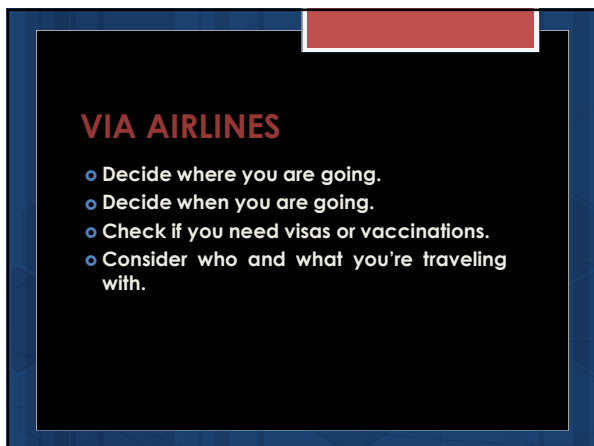 VIA AIRLINES
Decide where you are going.
Decide when you are going.
Check if you need visas or vaccinations.
Consider who and what you're traveling
with.